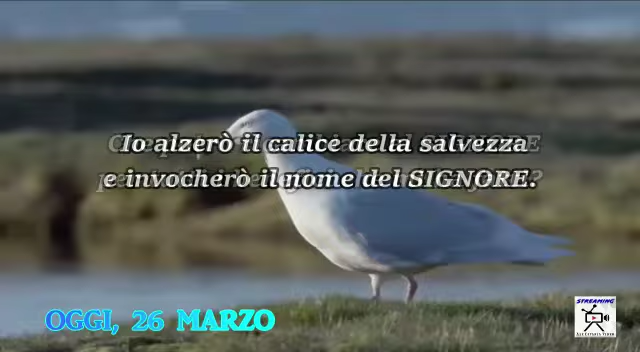 Io alzerò il calice della salvezza
e invocherò il nome del SIGNORE.
OGGI, 26 MARZO
STREAMING